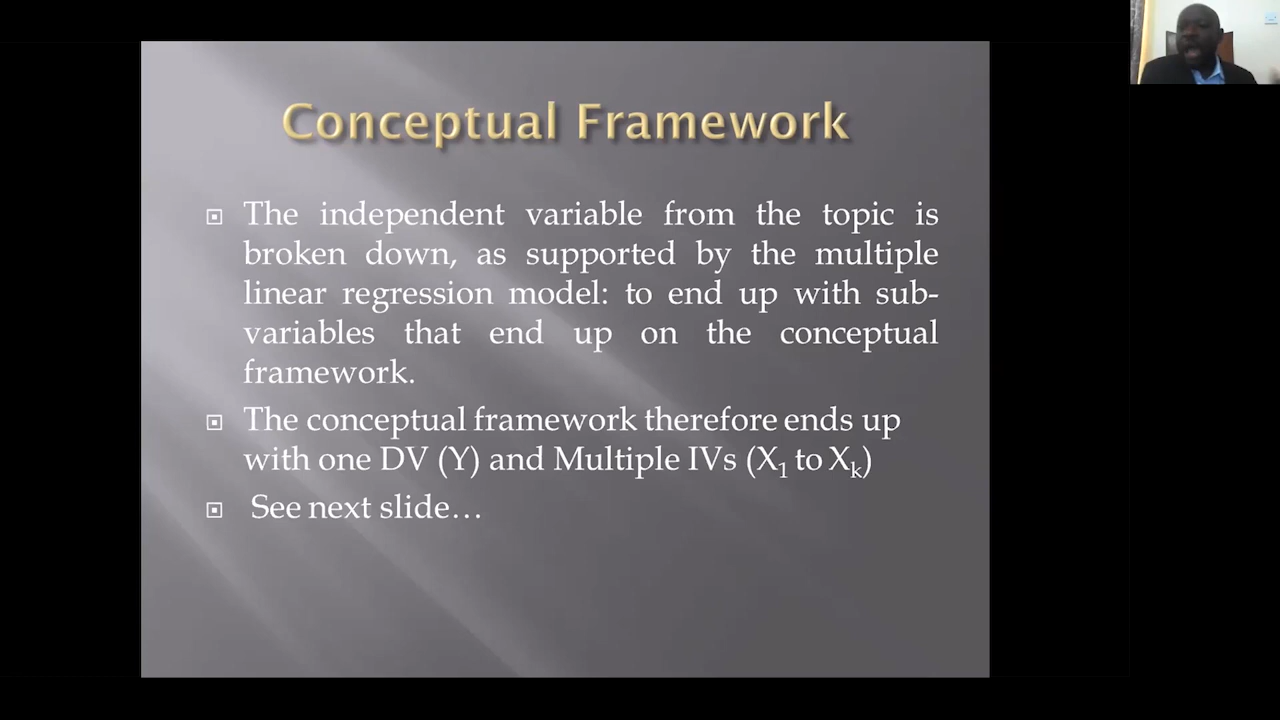 Conceptual Framework
The independent variable from the topic is
broken down, as supported by the multiple
linear regression model: to end up with sub-
variables that end up on the conceptual
framework.
The conceptual framework therefore ends up
with one DV (Y) and Multiple IVs (X₁ to Xₖ)
See next slide…